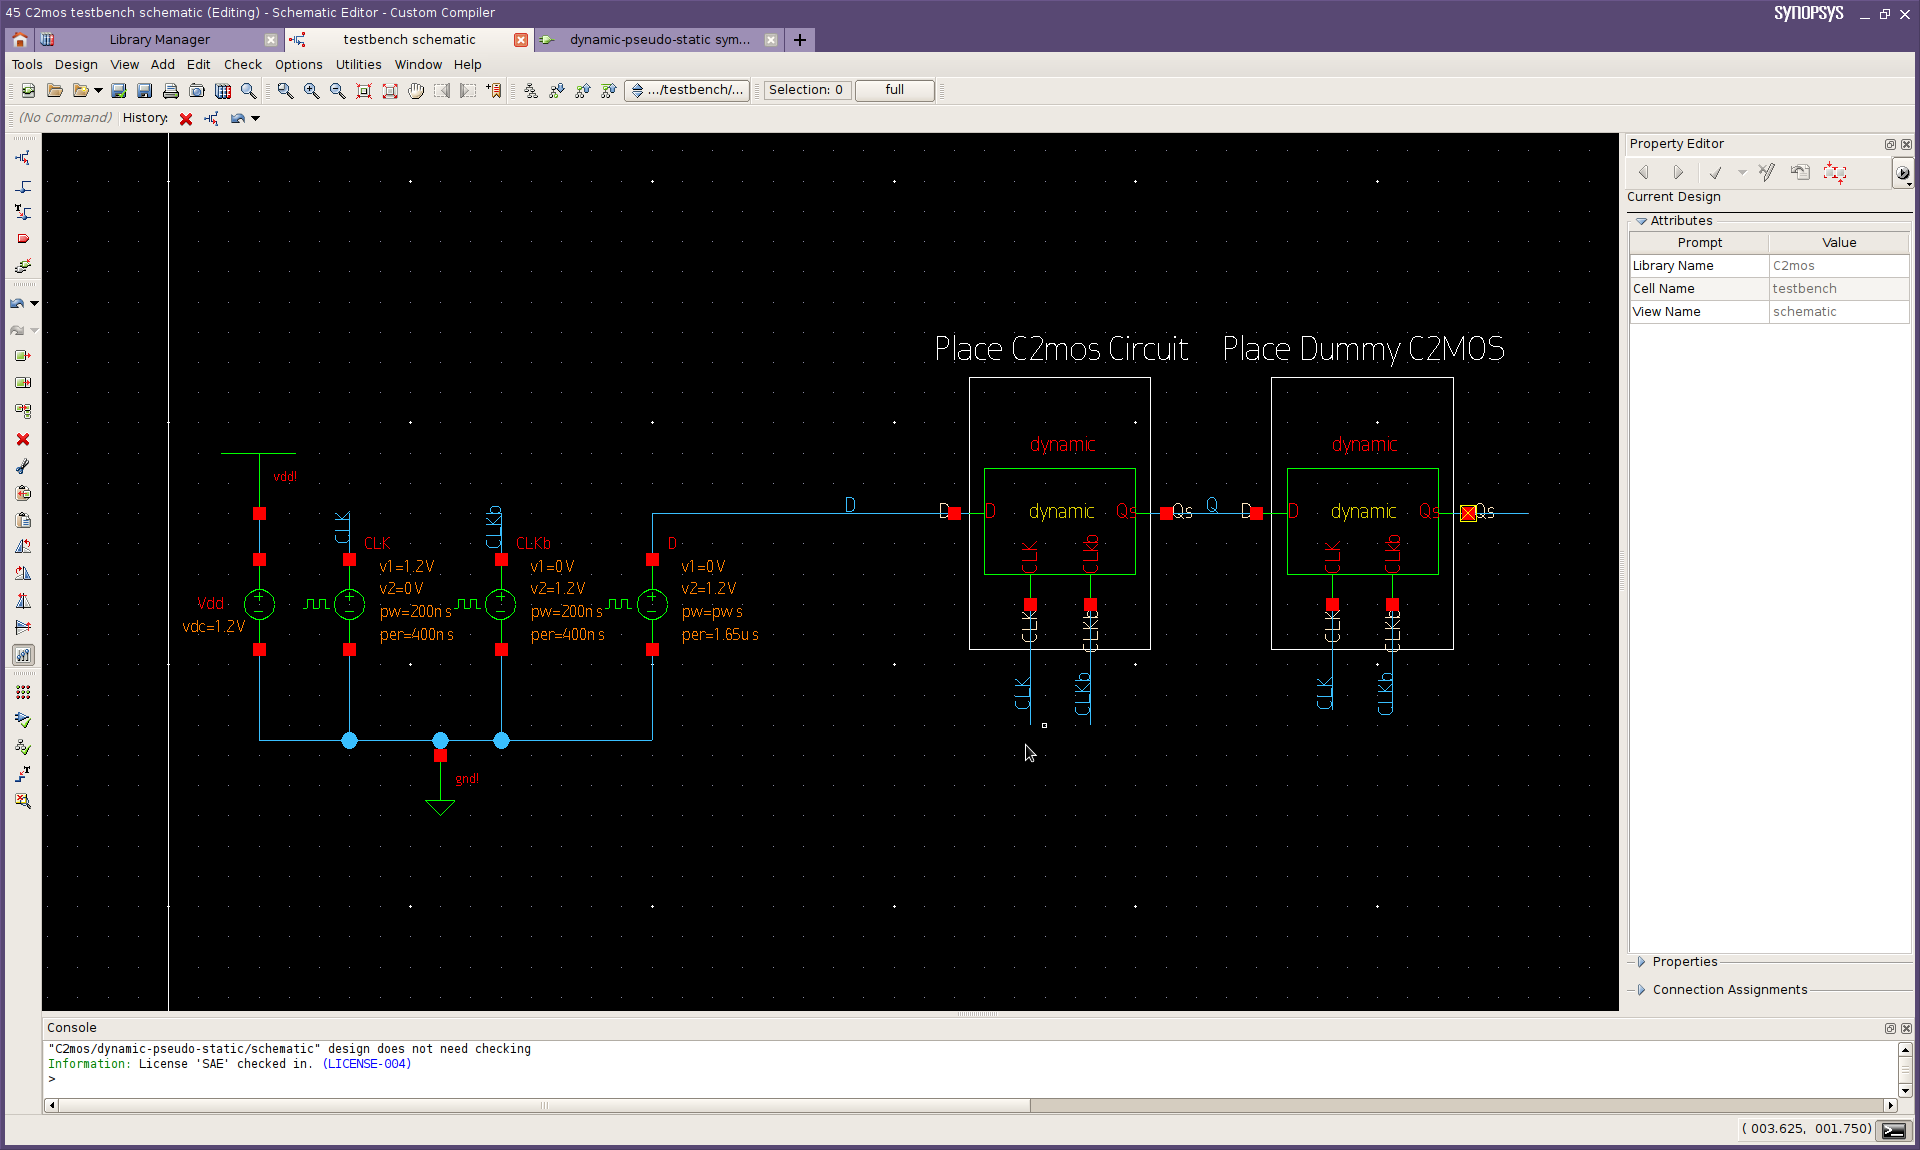 45 C2mos testbench schematic (Editing) - Schematic Editor - Custom Compiler
SYNOPSYS
Library Manager
testbench schematic
dynamic-pseudo-static sym...
Tools Design View Add Edit Check Options Utilities Window Help
.../testbench/...
Selection: 0
full
(No Command) History:
Property Editor
Current Design
Attributes
Prompt Value
Library Name C2mos
Cell Name testbench
View Name schematic
Properties
Connection Assignments
Place C2mos Circuit Place Dummy C2MOS
dynamic dynamic
vdd!
D D D dynamic Qs Qs Q D D dynamic Qs Qs
CLK CLKb
CLK CLKb D
CLK CLKb CLK CLKb
v1=1.2V v1=0V v1=0V
v2=0V v2=1.2V v2=1.2V
Vdd pw=200ns pw=200ns pw=pws
vdc=1.2V per=400ns per=400ns per=1.65us
CLK CLKb CLK CLKb
CLK CLKb CLK CLKb
gnd!
Console
"C2mos/dynamic-pseudo-static/schematic" design does not need checking
Information: License 'SAE' checked in. (LICENSE-004)
>
( 003.625, 001.750)